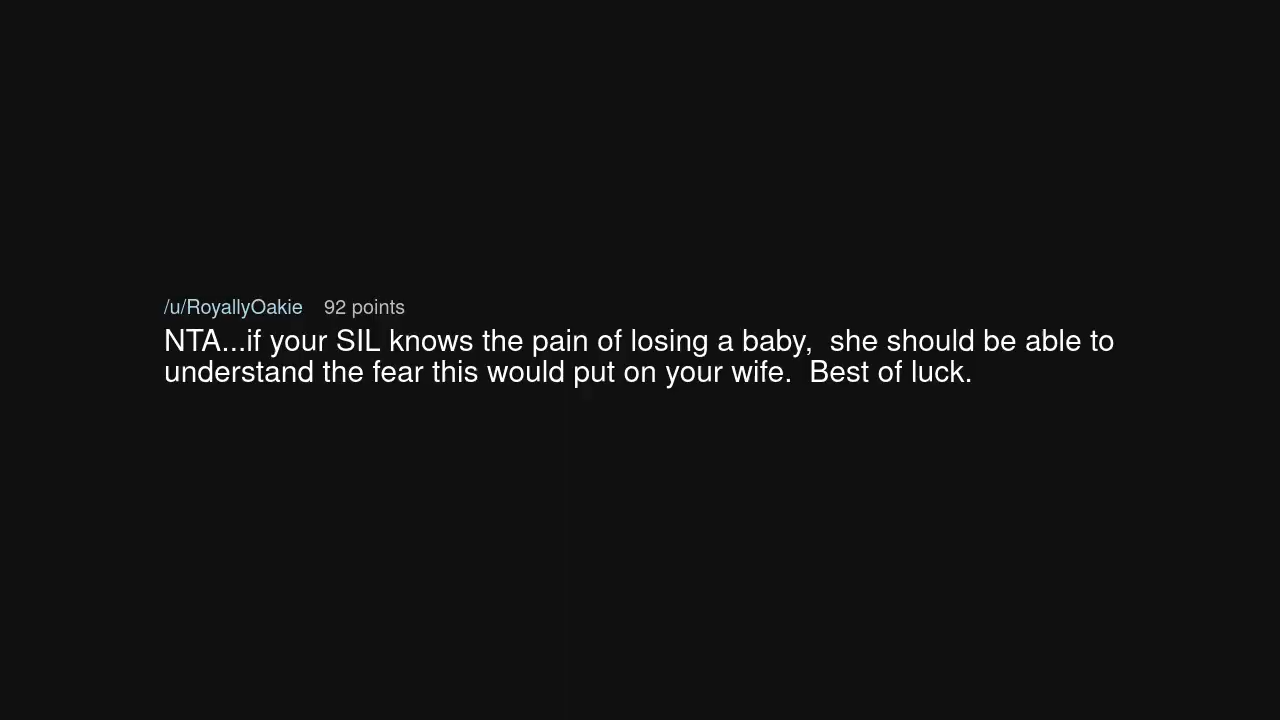 /u/RoyallyOakie 92 points
NTA...if your SIL knows the pain of losing a baby,  she should be able to
understand the fear this would put on your wife.  Best of luck.